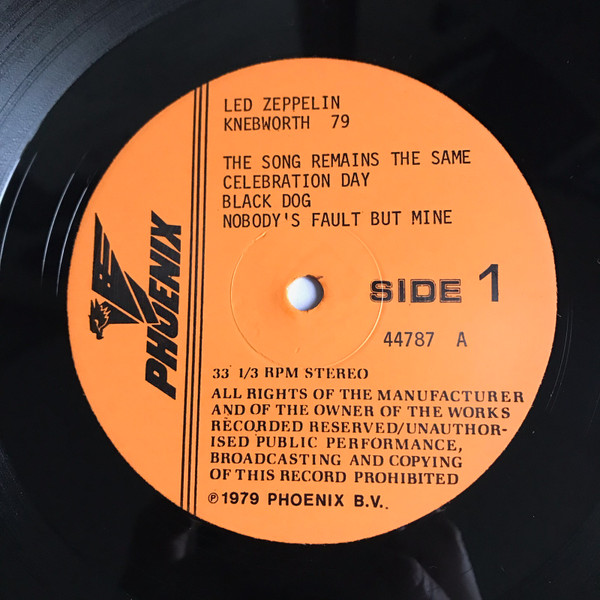 LED ZEPPELIN
KNEBWORTH 79
THE SONG REMAINS THE SAME
CELEBRATION DAY
BLACK DOG
NOBODY'S FAULT BUT MINE
PHOENIX
SIDE 1
44787 A
33 1/3 RPM STEREO
ALL RIGHTS OF THE MANUFACTURER
AND OF THE OWNER OF THE WORKS
RECORDED RESERVED/UNAUTHOR-
ISED PUBLIC PERFORMANCE,
BROADCASTING AND COPYING
OF THIS RECORD PROHIBITED
℗ 1979 PHOENIX B.V..